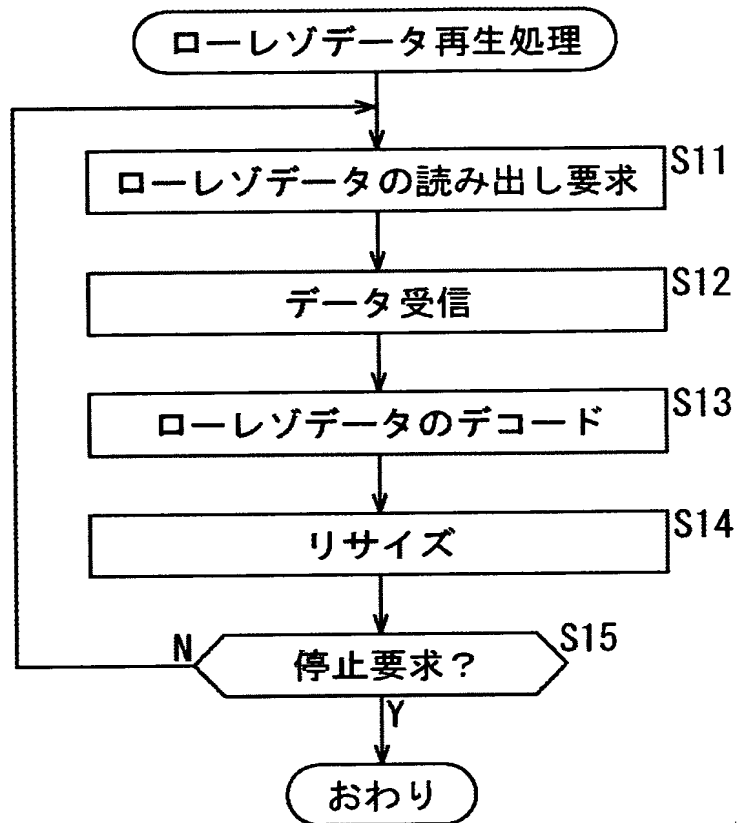 ローレゾデータ再生処理
ローレゾデータの読み出し要求
S11
データ受信
S12
ローレゾデータのデコード
S13
リサイズ
S14
停止要求？
S15
N
Y
おわり